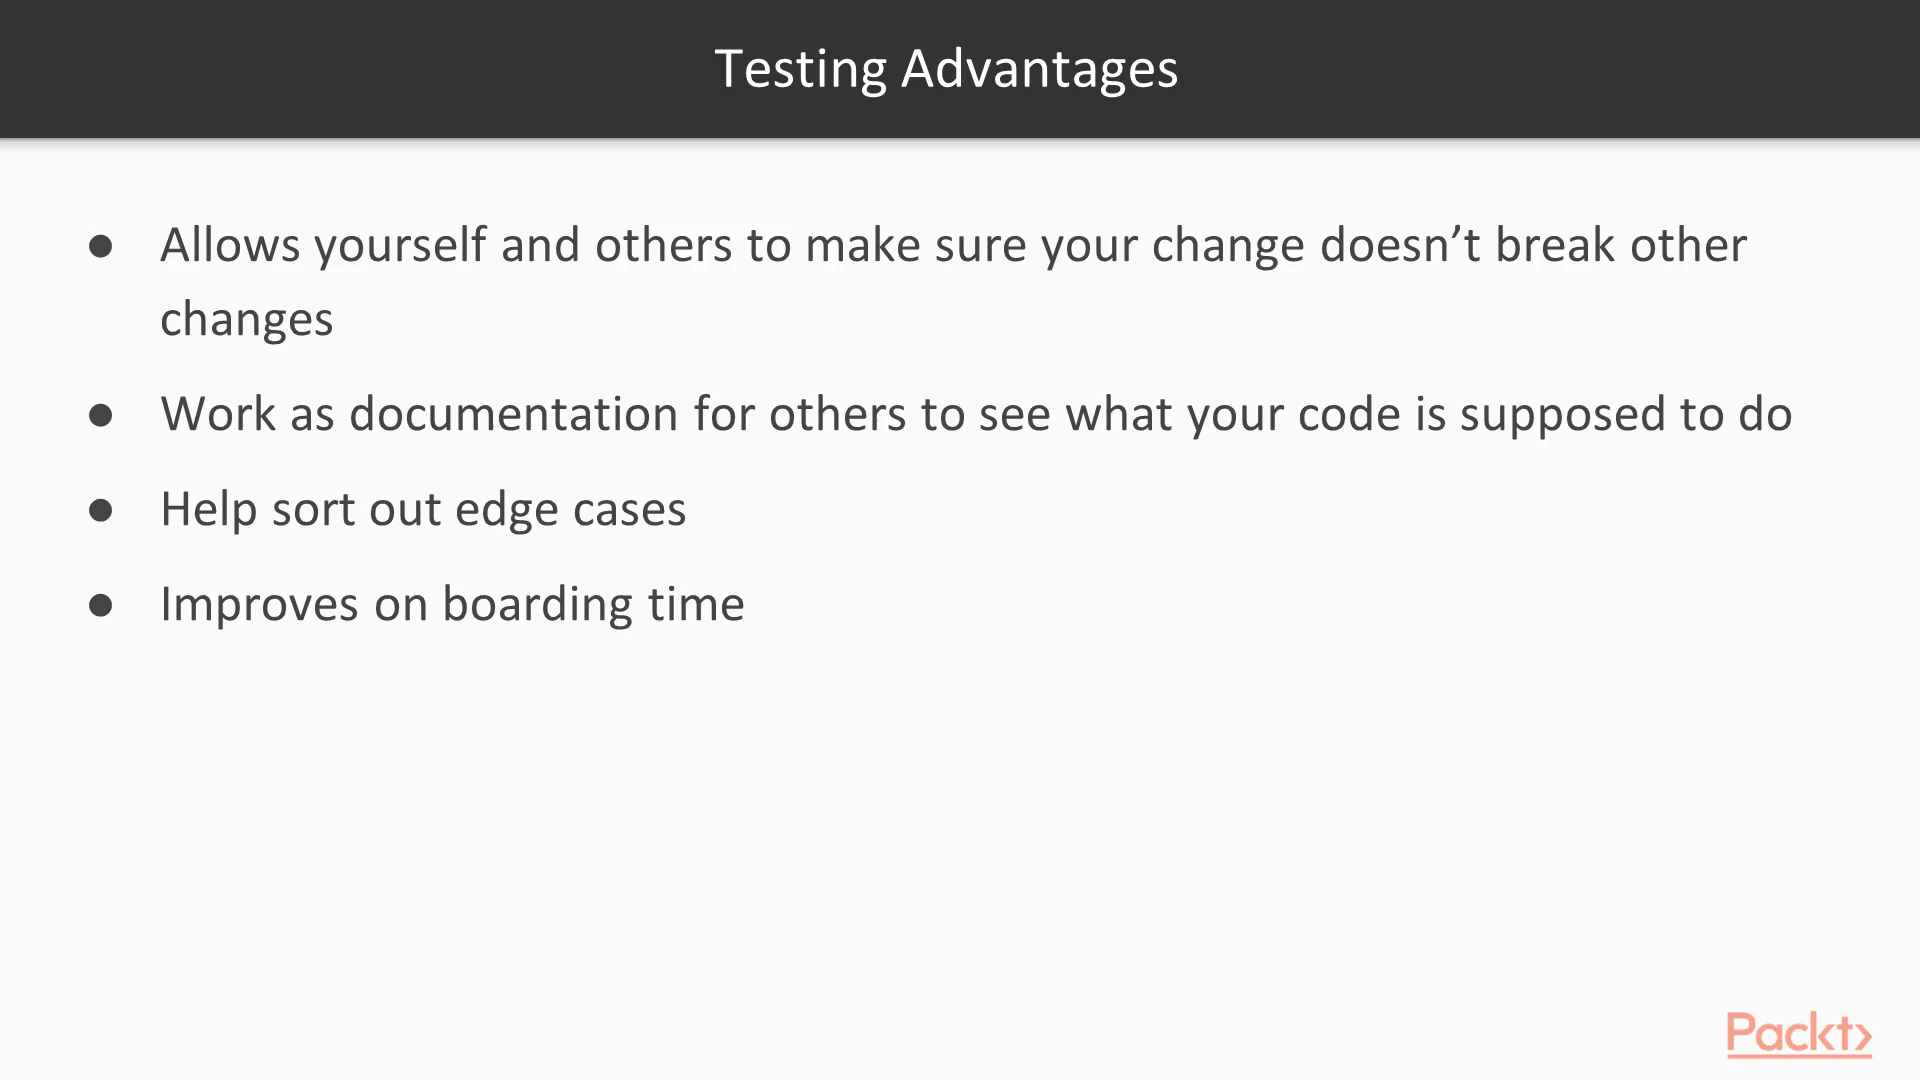 Testing Advantages
● Allows yourself and others to make sure your change doesn’t break other
changes
● Work as documentation for others to see what your code is supposed to do
● Help sort out edge cases
● Improves on boarding time
Packt>